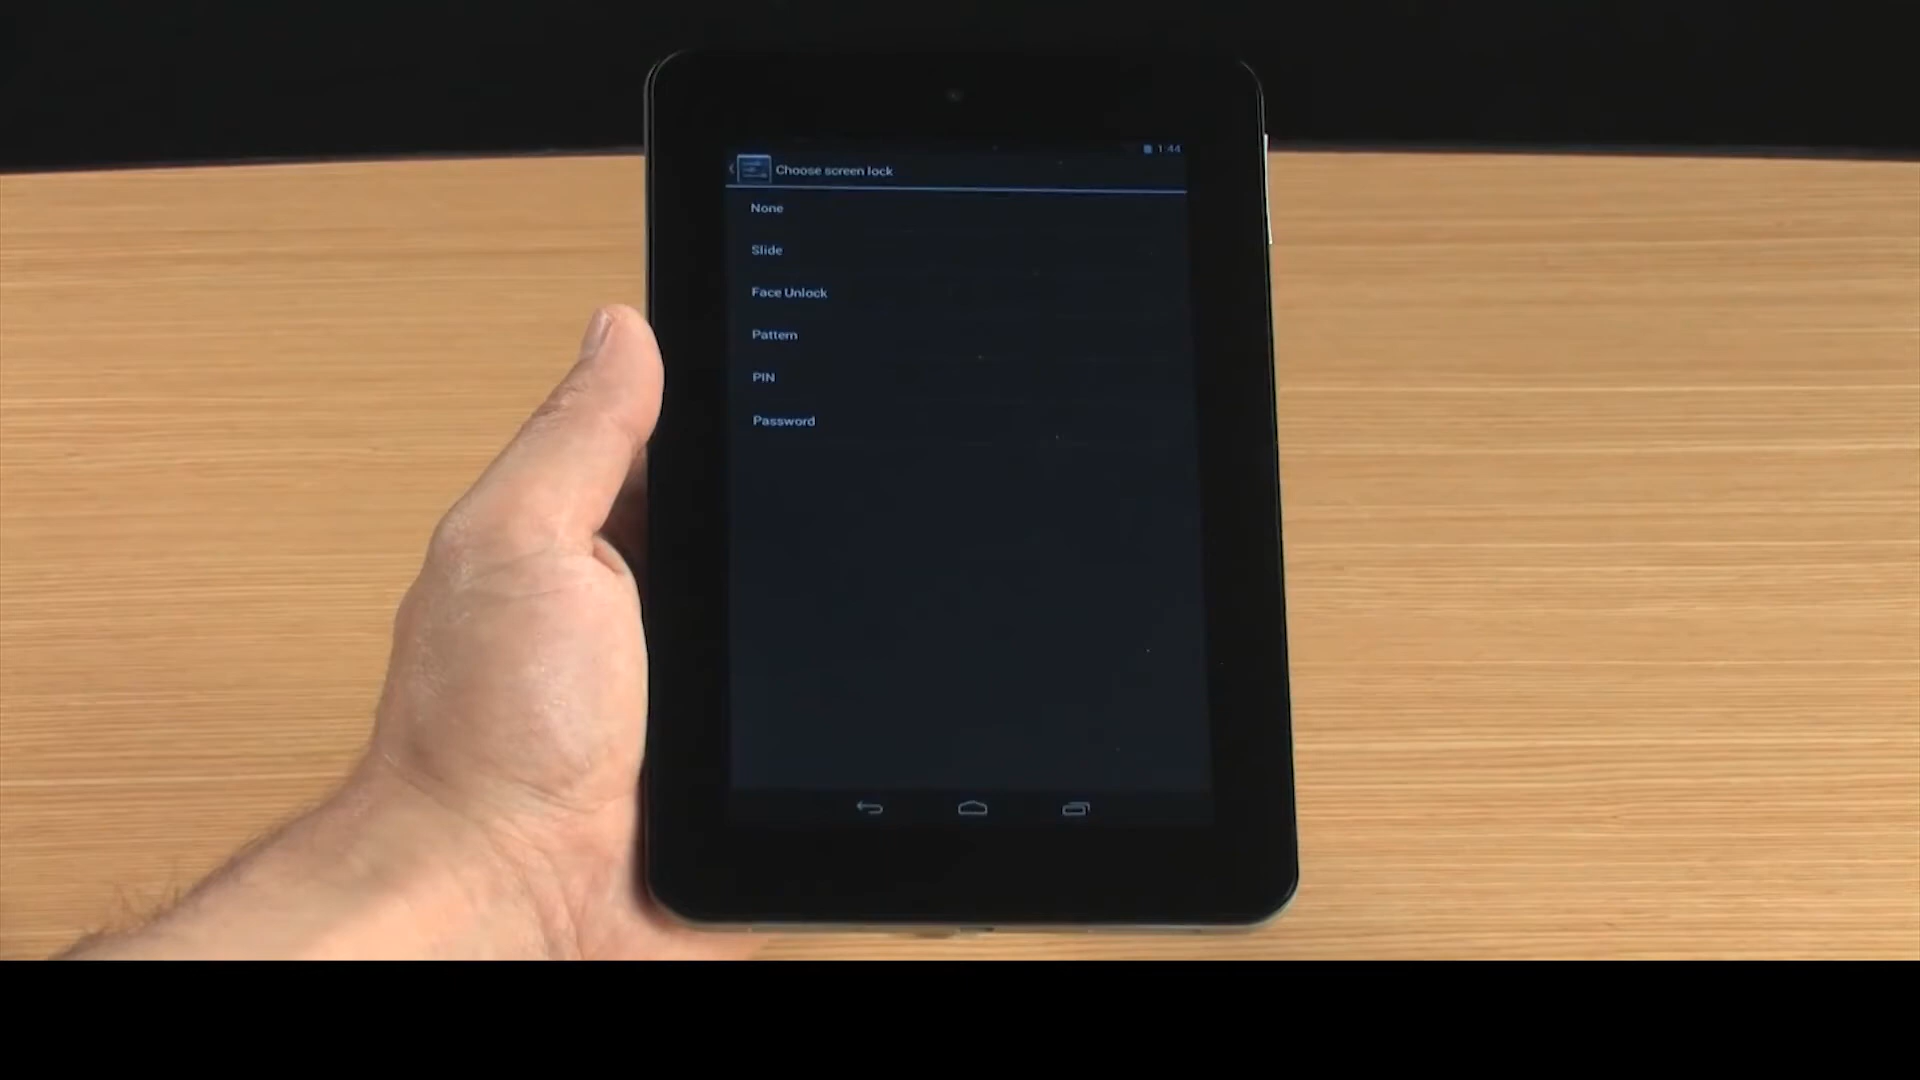 1:44
Choose screen lock
None
Slide
Face Unlock
Pattern
PIN
Password